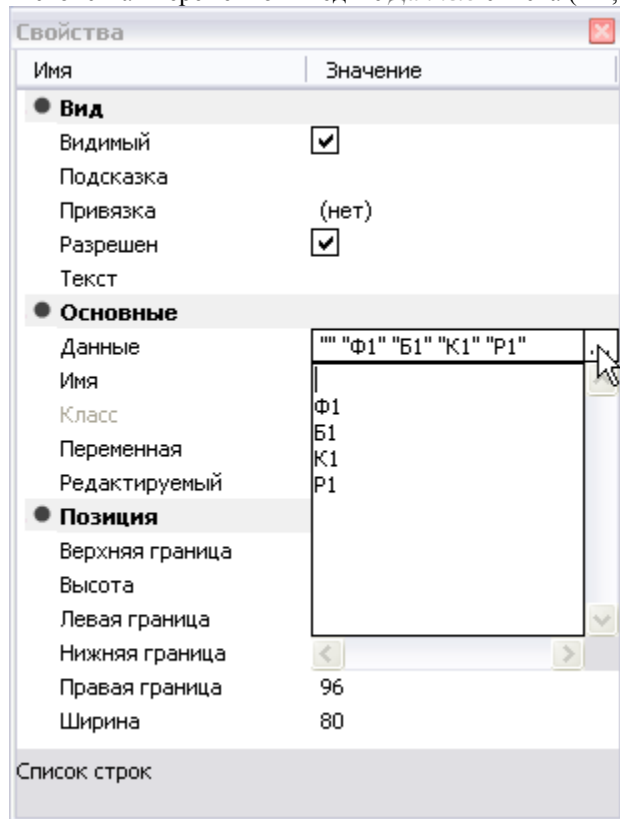 Свойства
Имя Значение
Вид
Видимый
Подсказка
Привязка (нет)
Разрешен
Текст
Основные
Данные "" "Ф1" "Б1" "К1" "Р1"
Имя
Ф1
Класс
Б1
Переменная
К1
Редактируемый
Р1
Позиция
Верхняя граница
Высота
Левая граница
Нижняя граница
Правая граница 96
Ширина 80
Список строк